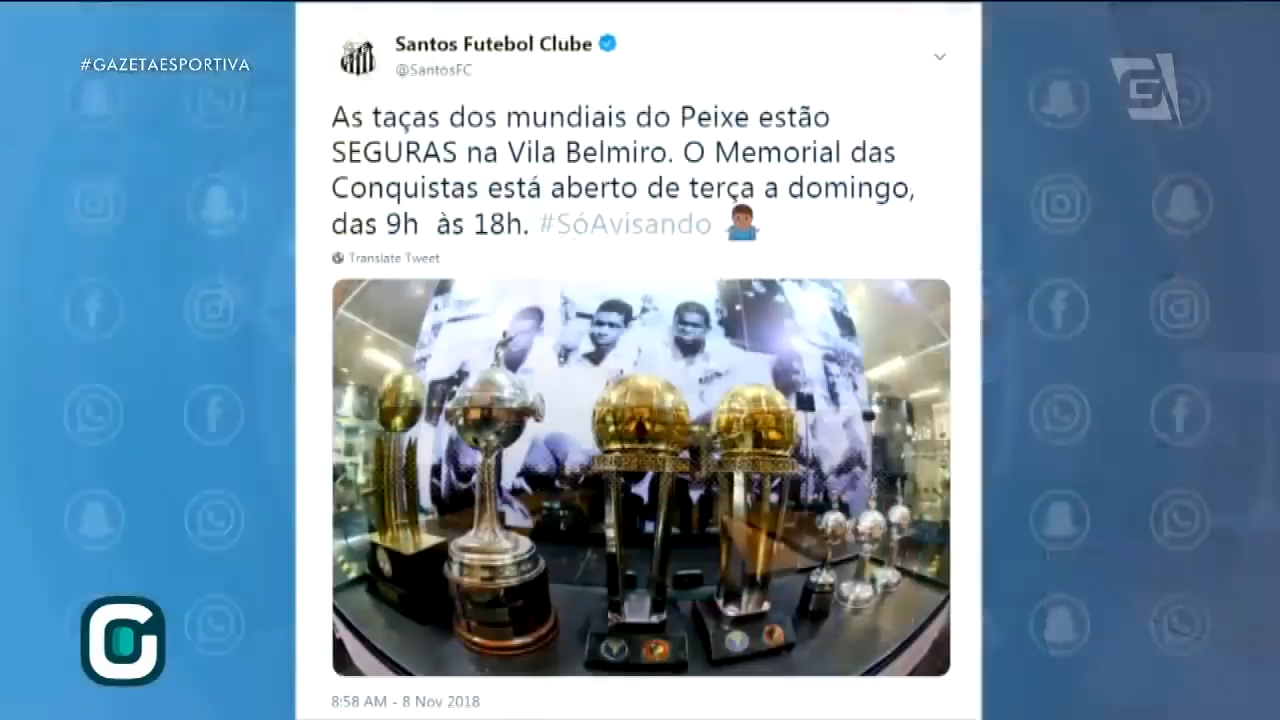 #GAZETAESPORTIVA
Santos Futebol Clube
@SantosFC
As taças dos mundiais do Peixe estão
SEGURAS na Vila Belmiro. O Memorial das
Conquistas está aberto de terça a domingo,
das 9h às 18h. #SóAvisando
Translate Tweet
8:58 AM - 8 Nov 2018